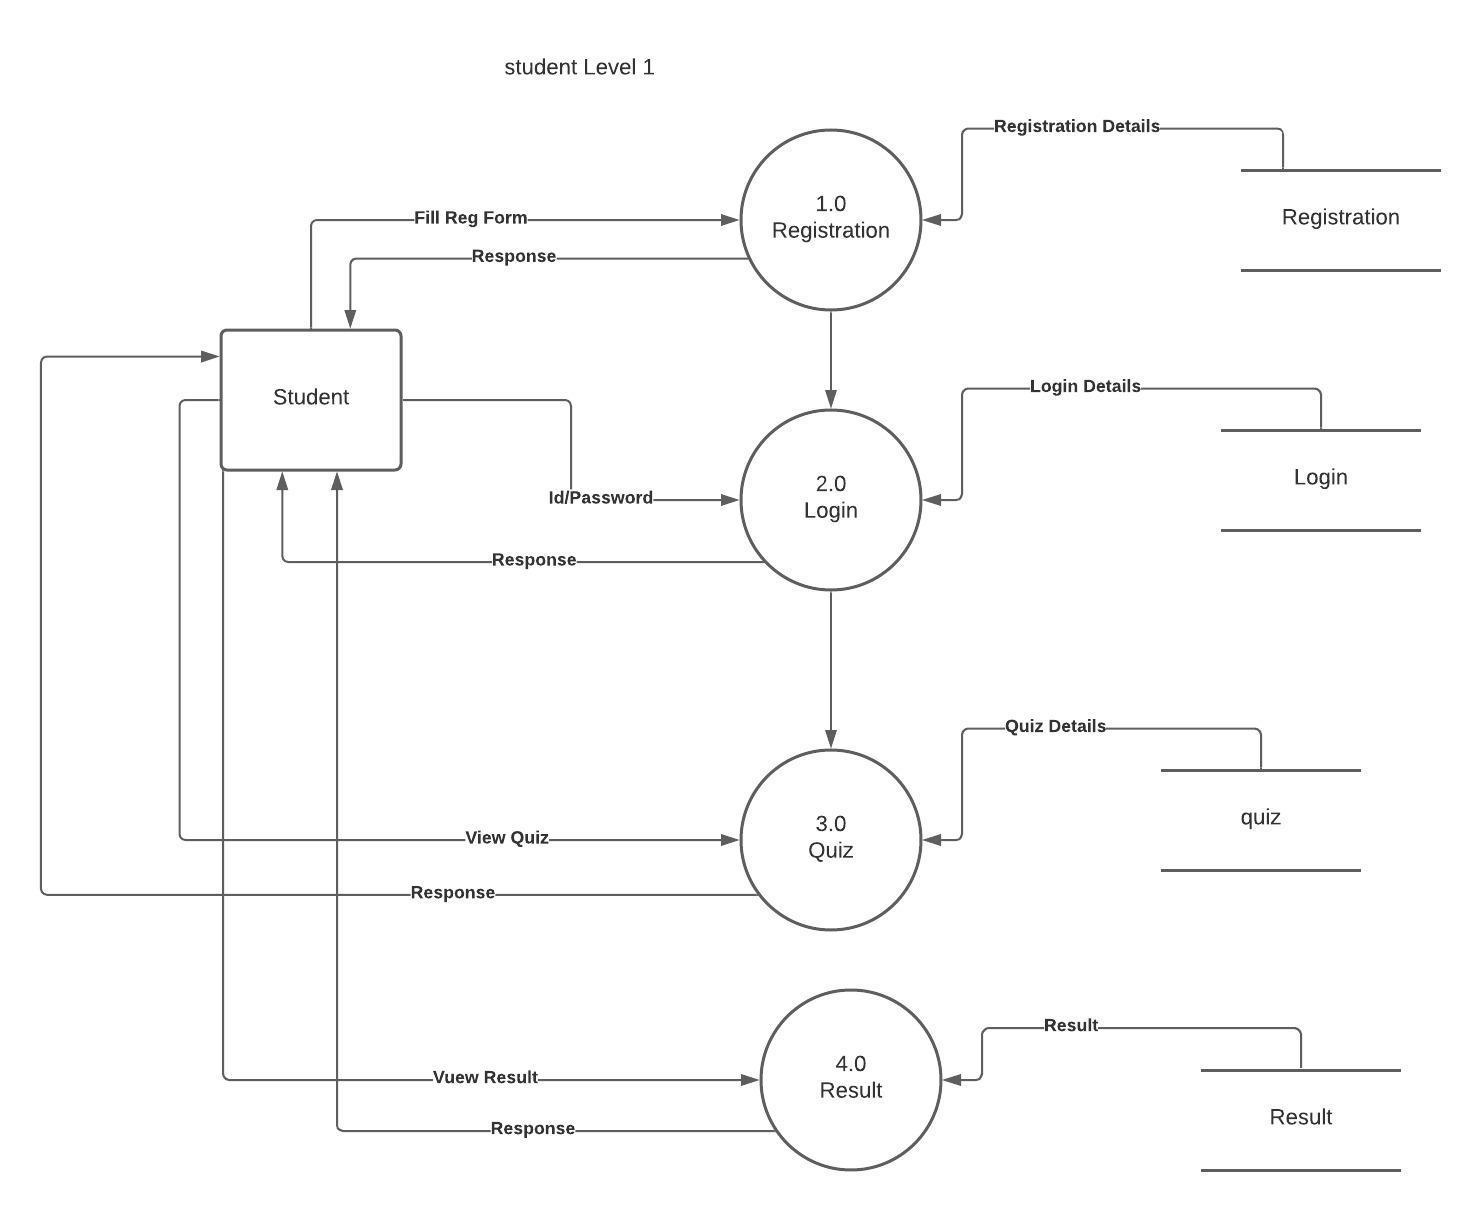 student Level 1
Registration Details
1.0
Registration
Registration
Fill Reg Form
Response
Student
Login Details
2.0
Login
Login
Id/Password
Response
Quiz Details
3.0
Quiz
quiz
View Quiz
Response
Result
4.0
Result
Result
Vuew Result
Response